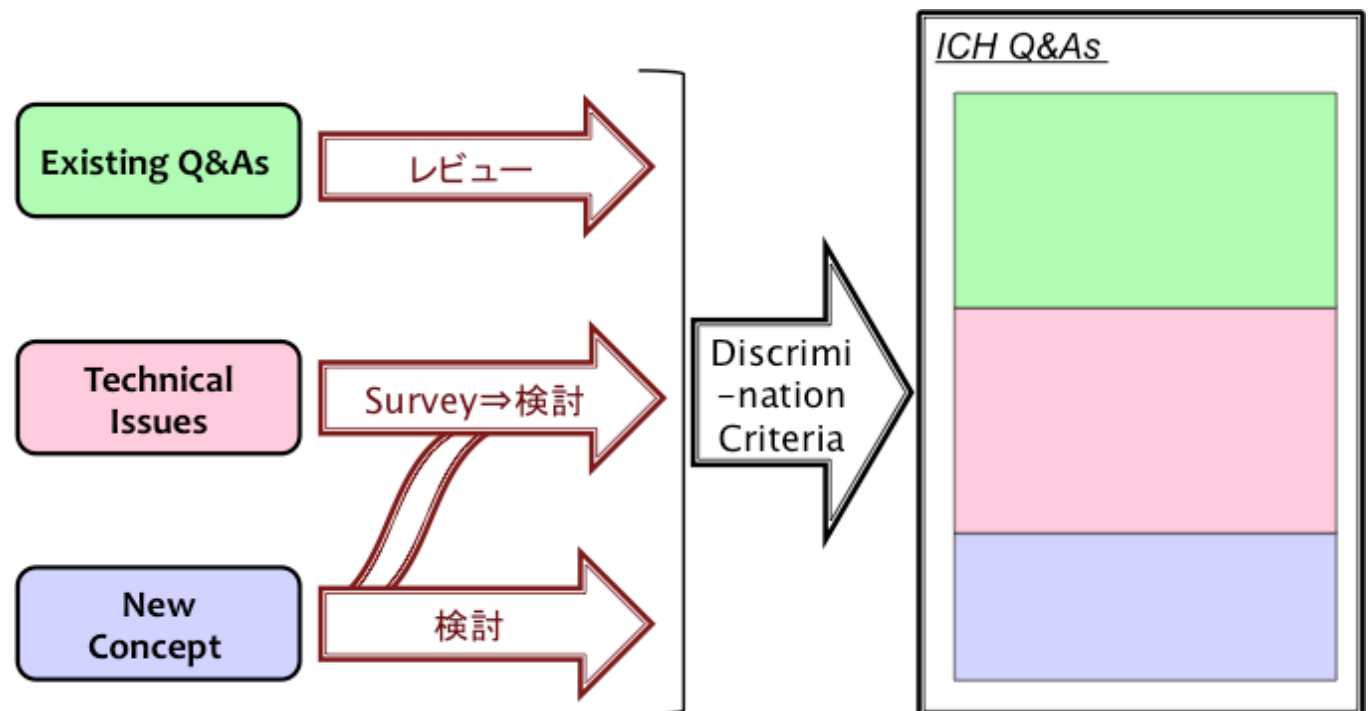 ICH Q&As
Existing Q&As
レビュー
Technical
Issues
Survey⇒検討
Discrimi
-nation
Criteria
New
Concept
検討